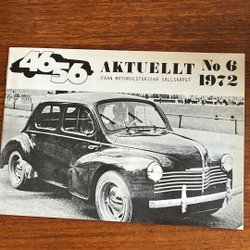 46 56
AKTUELLT No 6
FRÅN MOTORHISTORISKA SÄLLSKAPET
1972